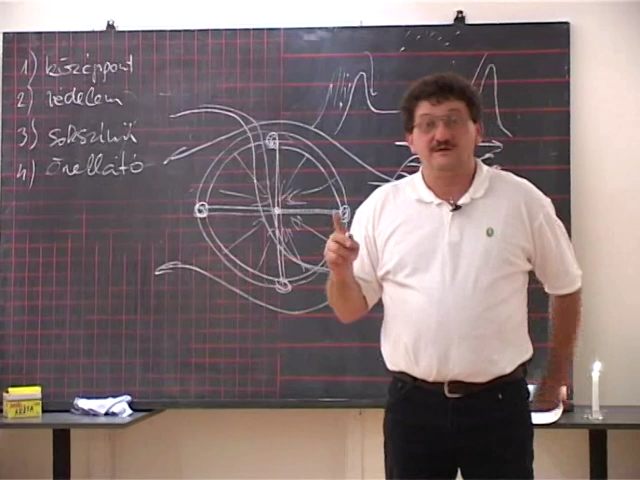 1) középpont
2) védelem
3) sokszínű
4) Önellátó